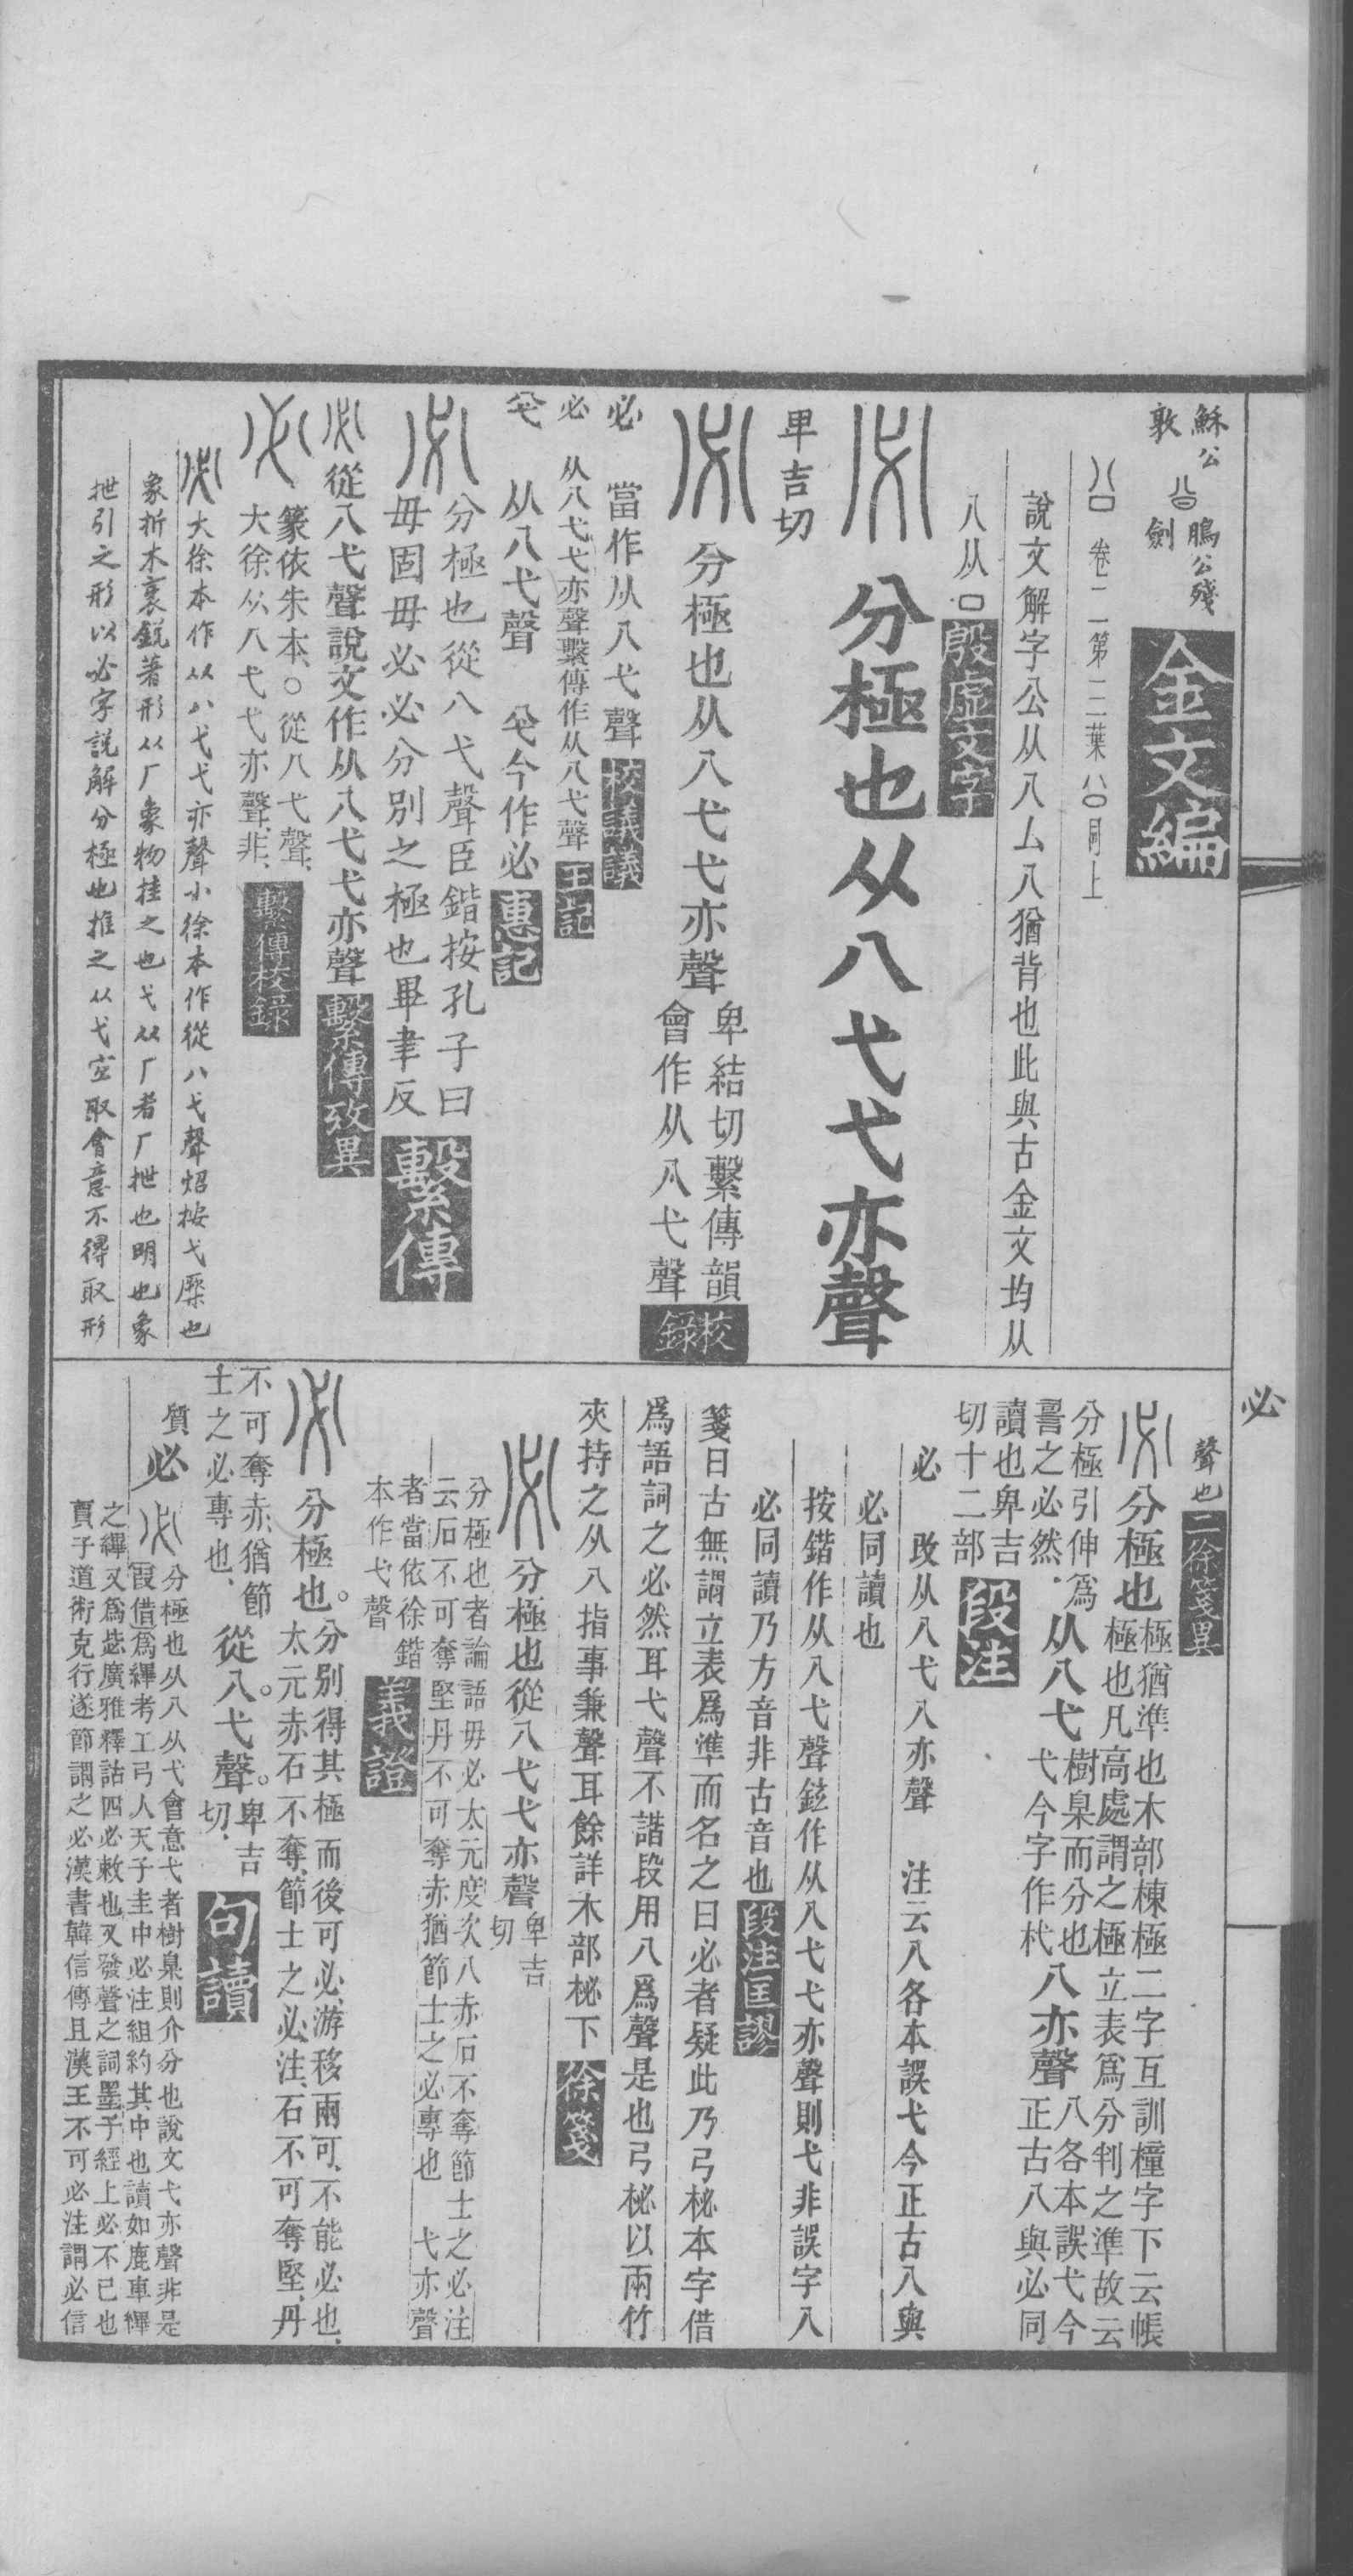 穌公敦
鵙公殘劍
金文編
卷二第三葉
同上
說文解字公从八厶八猶背也此與古金文均从
八从口殷虛文字
分極也从八弋弋亦聲
卑吉切
分極也从八弋弋亦聲卑結切繫傳韻
會作从八弋聲校錄
必 當作从八弋聲校議議
必 从八弋弋亦聲繫傳作从八弋聲王記
从八弋聲 今作必惠記
分極也從八弋聲臣鍇按孔子曰
毋固毋必必分別之極也畢聿反繫傳
從八弋聲說文作从八弋弋亦聲繫傳攷異
篆依朱本○從八弋聲
大徐从八弋弋亦聲非繫傳校錄
大徐本作从八弋弋亦聲小徐本作從八弋聲炤按弋橜也
象折木衺銳著形从厂象物挂之也弋从厂者厂抴也明也象
抴引之形以必字說解分極也推之从弋宜取會意不得取形
必
聲也二徐箋異
分極也極猶準也木部棟極二字互訓橦字下云帳
極也凡高處謂之極立表爲分判之準故云
分極引伸爲
書之必然从八弋樹臬而分也
弋今字作杙八亦聲八各本誤弋今
正古八與必同
讀也卑吉
切十二部段注
必 改从八弋八亦聲 注云八各本誤弋今正古八與
必同讀也
按鍇作从八弋聲鉉作从八弋弋亦聲則弋非誤字八
必同讀乃方音非古音也段注匡謬
箋曰古無謂立表爲準而名之曰必者疑此乃弓柲本字借
爲語詞之必然耳弋聲不諧段用八爲聲是也弓柲以兩竹
夾持之从八指事兼聲耳餘詳木部柲下徐箋
分極也從八弋弋亦聲卑吉切
分極也者論語毋必太元度次八赤石不奪節士之必注
云石不可奪堅丹不可奪赤猶節士之必專也 弋亦聲
者當依徐鍇
本作弋聲義證
分極也。分別得其極而後可必游移兩可不能必也
太元赤石不奪節士之必注石不可奪堅丹
不可奪赤猶節
士之必專也從八。弋聲。卑吉切句讀
質
必
分極也从八从弋會意弋者樹臬則介分也說文弋亦聲非是
叚借爲縪考工弓人天子圭中必注組約其中也讀如鹿車縪
之縪又爲毖廣雅釋詁四必敕也又發聲之詞墨子經上必不已也
賈子道術克行遂節謂之必漢書韓信傳且漢王不可必注謂必信